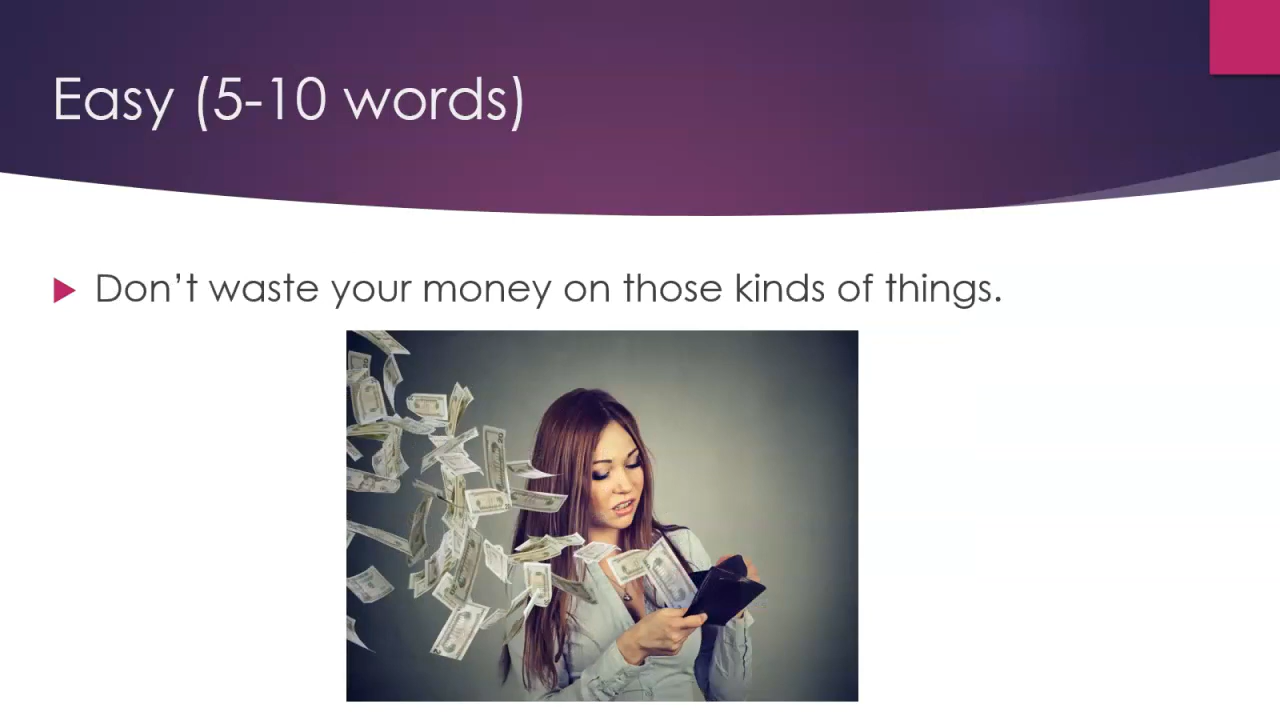 Easy (5-10 words)
Don’t waste your money on those kinds of things.